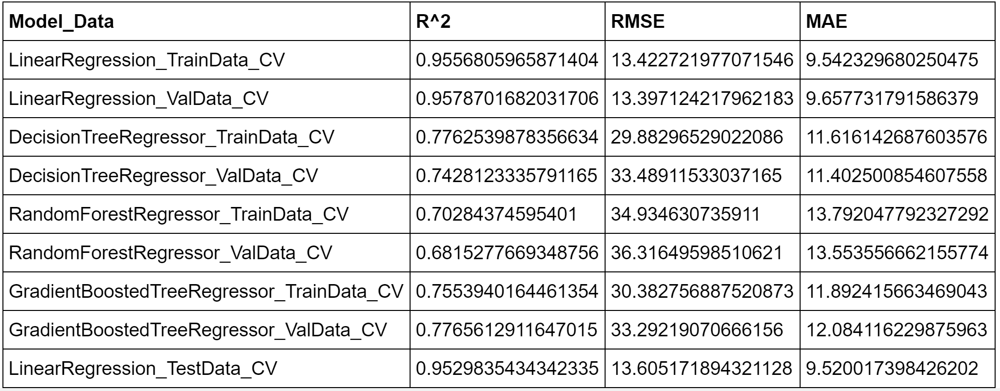 Model_Data R^2 RMSE MAE
LinearRegression_TrainData_CV 0.9556805965871404 13.422721977071546 9.542329680250475
LinearRegression_ValData_CV 0.9578701682031706 13.397124217962183 9.657731791586379
DecisionTreeRegressor_TrainData_CV 0.7762539878356634 29.88296529022086 11.616142687603576
DecisionTreeRegressor_ValData_CV 0.7428123335791165 33.48911533037165 11.402500854607558
RandomForestRegressor_TrainData_CV 0.70284374595401 34.934630735911 13.792047792327292
RandomForestRegressor_ValData_CV 0.6815277669348756 36.31649598510621 13.553556662155774
GradientBoostedTreeRegressor_TrainData_CV 0.7553940164461354 30.382756887520873 11.892415663469043
GradientBoostedTreeRegressor_ValData_CV 0.7765612911647015 33.29219070666156 12.084116229875963
LinearRegression_TestData_CV 0.9529835434342335 13.605171894321128 9.520017398426202